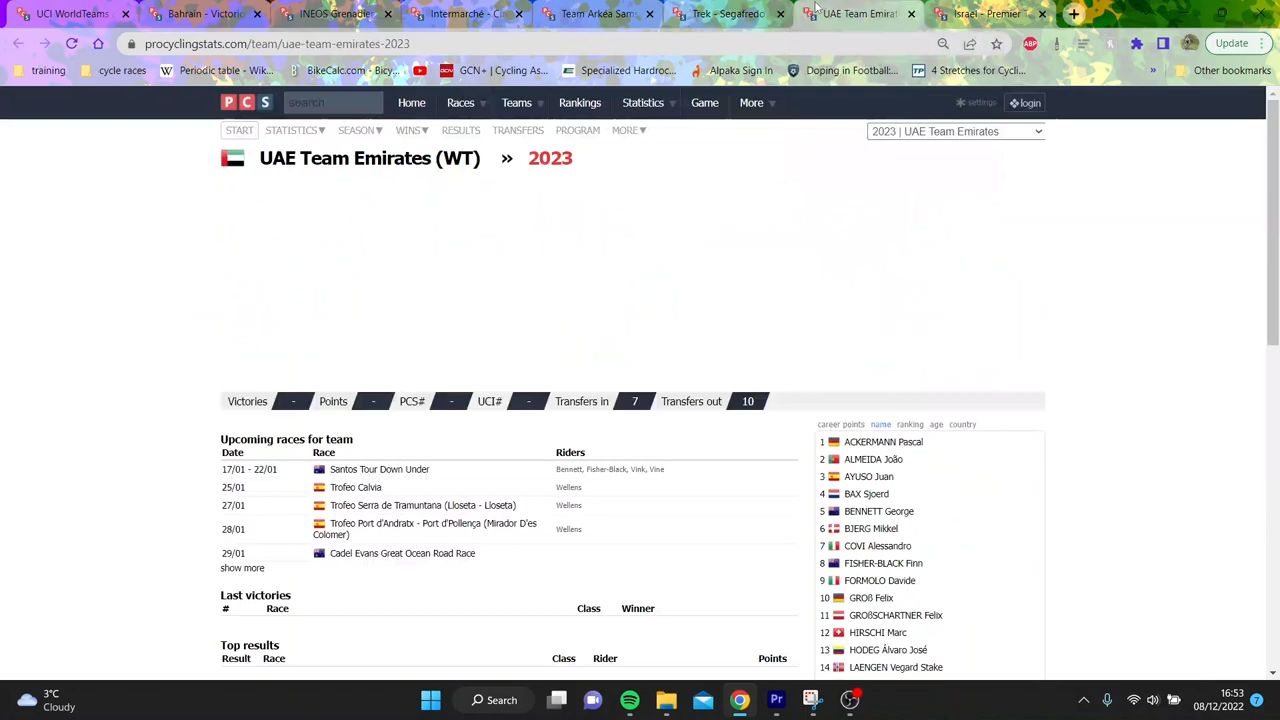 UCI WorldTeams
Bahrain - Victorio
INEOS Grenadier
Intermarché - Ci
Team Arkéa Sams
Trek - Segafredo
UAE Team Emirat
Israel - Premier T
procyclingstats.com/team/uae-team-emirates-2023
ABP
Update
training
cycle races
Periodic table - Wik...
BikeCalc.com - Bicy...
GCN+ | Cycling As...
Specialized Hardroc...
Alpaka Sign In
Doping in Football:...
4 Stretches for Cycli...
»
Other bookmarks
PCS
search
Home
Races
Teams
Rankings
Statistics
Game
More
settings
login
START
STATISTICS▼
SEASON▼
WINS▼
RESULTS
TRANSFERS
PROGRAM
MORE▼
2023 | UAE Team Emirates
UAE Team Emirates (WT) » 2023
Victories - Points - PCS# - UCI# - Transfers in 7 Transfers out 10
Upcoming races for team
Date Race Riders
17/01 - 22/01 Santos Tour Down Under Bennett, Fisher-Black, Vink, Vine
25/01 Trofeo Calvia Wellens
27/01 Trofeo Serra de Tramuntana (Lloseta - Lloseta) Wellens
28/01 Trofeo Port d'Andratx - Port d'Pollença (Mirador D'es Wellens
Colomer)
29/01 Cadel Evans Great Ocean Road Race
show more
Last victories
# Race Class Winner
Top results
Result Race Class Rider Points
career points name ranking age country
1 ACKERMANN Pascal
2 ALMEIDA João
3 AYUSO Juan
4 BAX Sjoerd
5 BENNETT George
6 BJERG Mikkel
7 COVI Alessandro
8 FISHER-BLACK Finn
9 FORMOLO Davide
10 GROß Felix
11 GROßSCHARTNER Felix
12 HIRSCHI Marc
13 HODEG Álvaro José
14 LAENGEN Vegard Stake
3°C
Cloudy
Search
Pr
16:53
08/12/2022
7